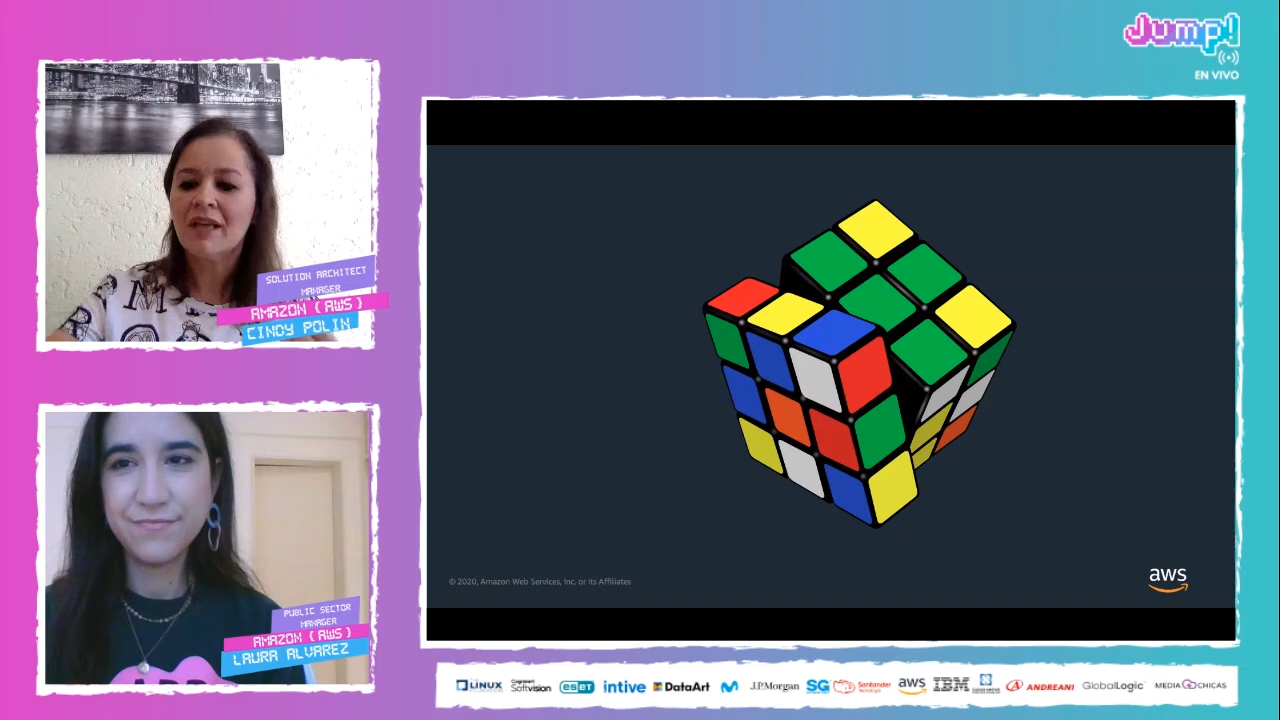 Jump!
EN VIVO
SOLUTION ARCHITECT
MANAGER
AMAZON (AWS)
CINDY POLIN
PUBLIC SECTOR
MANAGER
AMAZON (AWS)
LAURA ALVAREZ
© 2020, Amazon Web Services, Inc. or its Affiliates
aws
LINUX
Cognizant
Softvision
eseT
intive
DataArt
J.P.Morgan
SG
Santander
Tecnología
aws
IBM
ANDREANI
GlobalLogic
MEDIA CHICAS